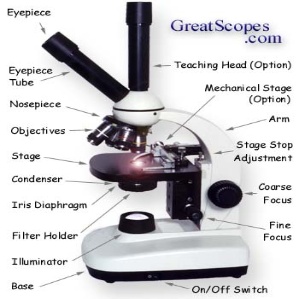 GreatScopes
.com
Eyepiece
Eyepiece
Tube
Nosepiece
Objectives
Stage
Condenser
Iris Diaphragm
Filter Holder
Illuminator
Base
Teaching Head (Option)
Mechanical Stage
(Option)
Arm
Stage Stop
Adjustment
Coarse
Focus
Fine
Focus
On/Off Switch